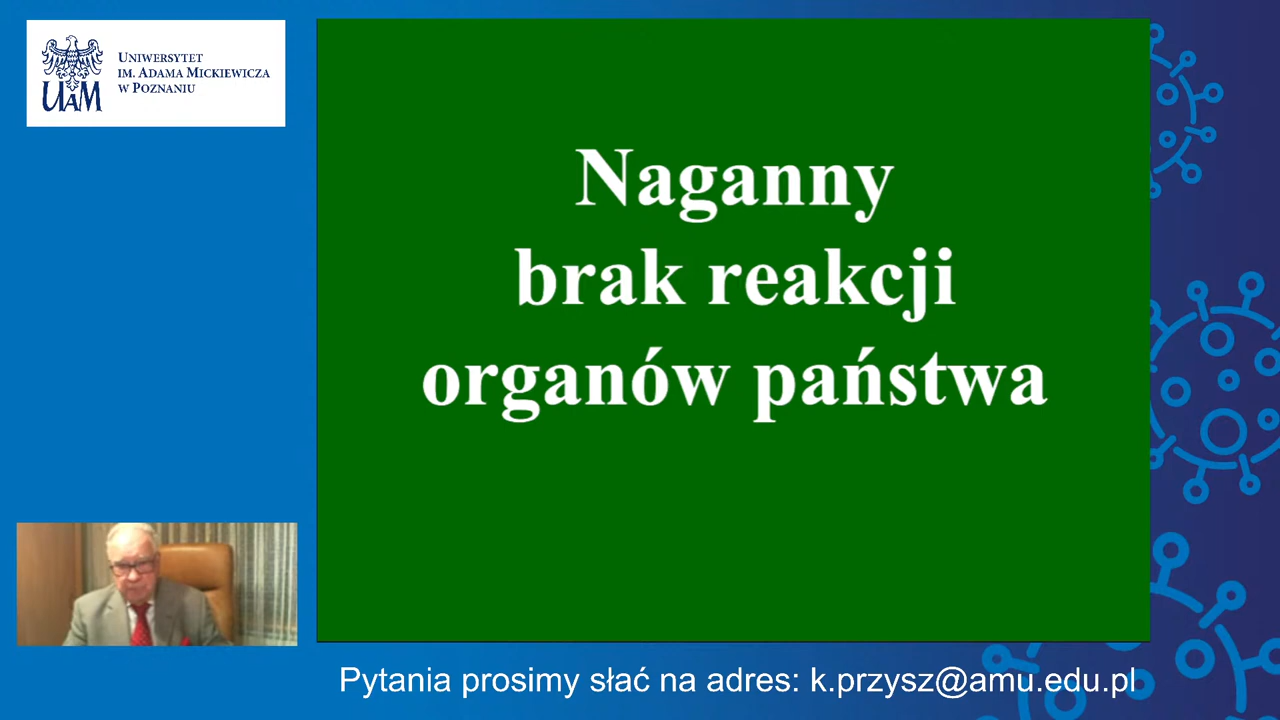 UNIWERSYTET
IM. ADAMA MICKIEWICZA
W POZNANIU
UAM
Naganny
brak reakcji
organów państwa
Pytania prosimy słać na adres: k.przysz@amu.edu.pl